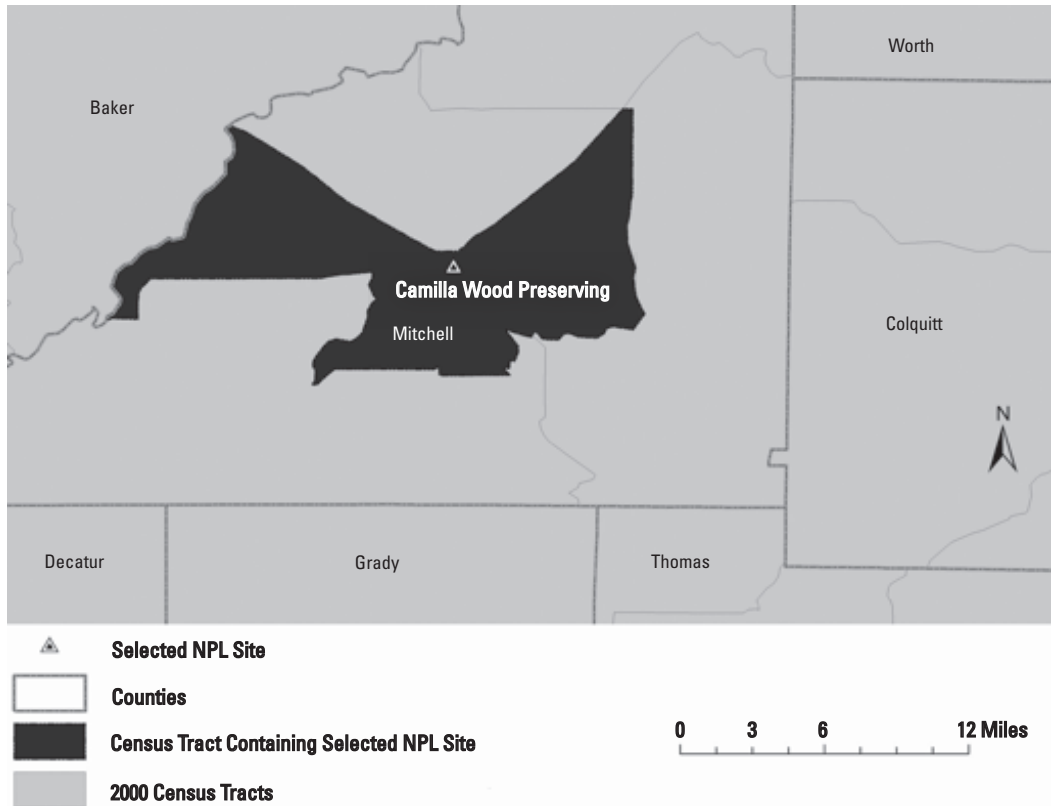 Worth
Baker
Camilla Wood Preserving
Mitchell
Colquitt
N
Decatur
Grady
Thomas
Selected NPL Site
Counties
Census Tract Containing Selected NPL Site
2000 Census Tracts
0 3 6 12 Miles